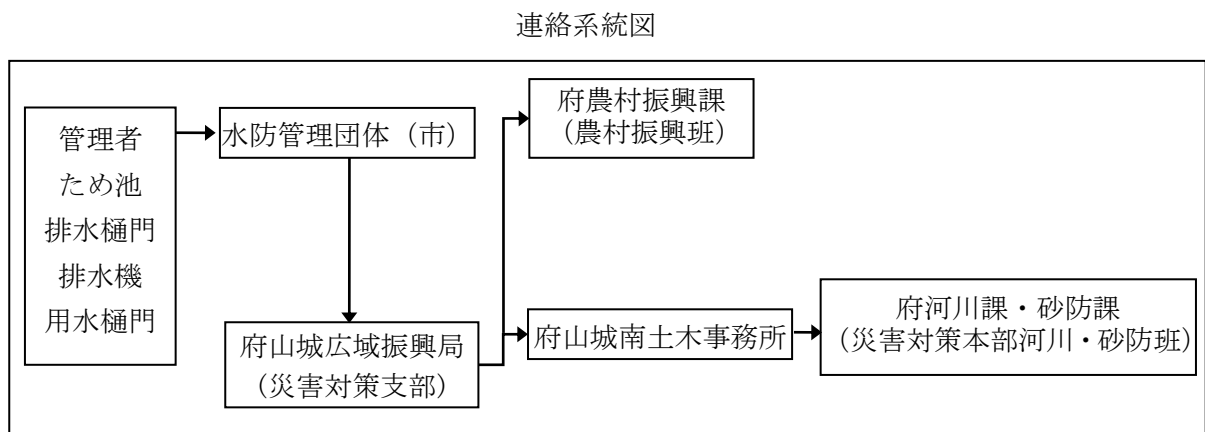 連絡系統図
管理者
ため池
排水樋門
排水機
用水樋門
水防管理団体（市）
府農村振興課
（農村振興班）
府山城広域振興局
（災害対策支部）
府山城南土木事務所
府河川課・砂防課
（災害対策本部河川・砂防班）